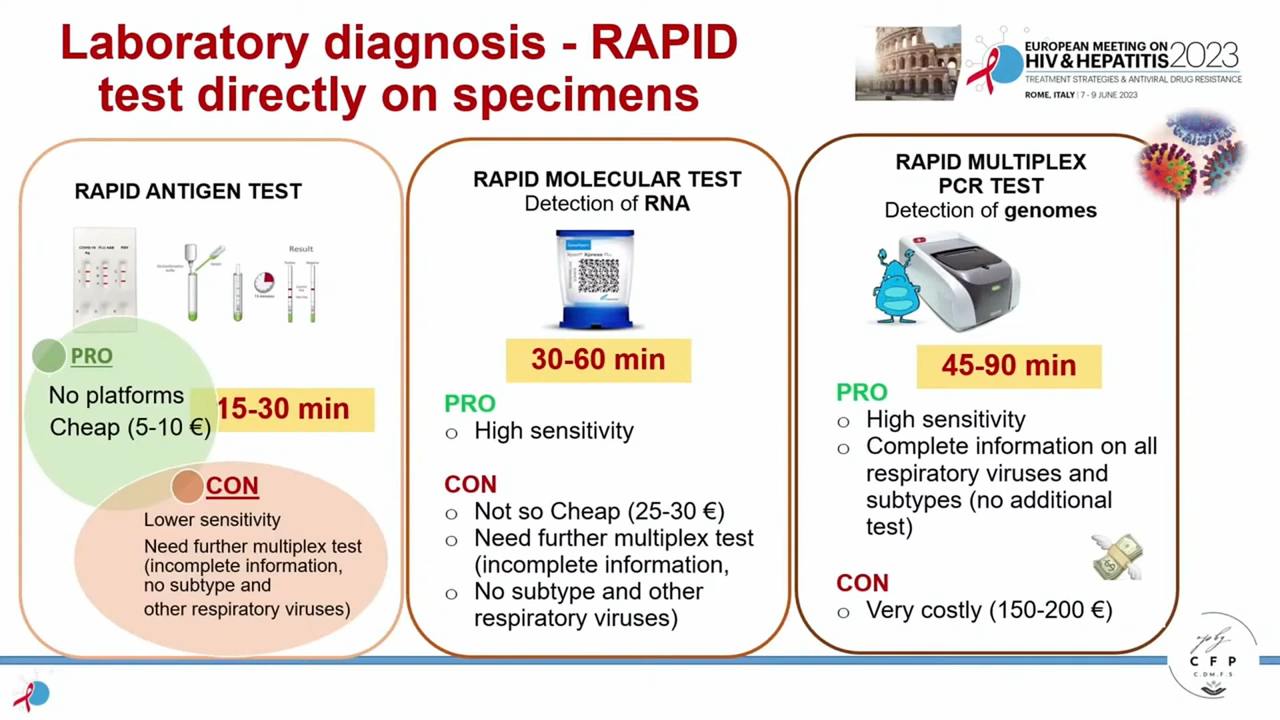 Laboratory diagnosis - RAPID
test directly on specimens
EUROPEAN MEETING ON
HIV & HEPATITIS 2023
TREATMENT STRATEGIES & ANTIVIRAL DRUG RESISTANCE
ROME, ITALY | 7 - 9 JUNE 2023
RAPID ANTIGEN TEST
Result
15 minutes
PRO
No platforms
Cheap (5-10 €)
15-30 min
CON
Lower sensitivity
Need further multiplex test
(incomplete information,
no subtype and
other respiratory viruses)
RAPID MOLECULAR TEST
Detection of RNA
30-60 min
PRO
o High sensitivity
CON
o Not so Cheap (25-30 €)
o Need further multiplex test
(incomplete information,
o No subtype and other
respiratory viruses)
RAPID MULTIPLEX
PCR TEST
Detection of genomes
45-90 min
PRO
o High sensitivity
o Complete information on all
respiratory viruses and
subtypes (no additional
test)
CON
o Very costly (150-200 €)
C F P
C.DM.F.S